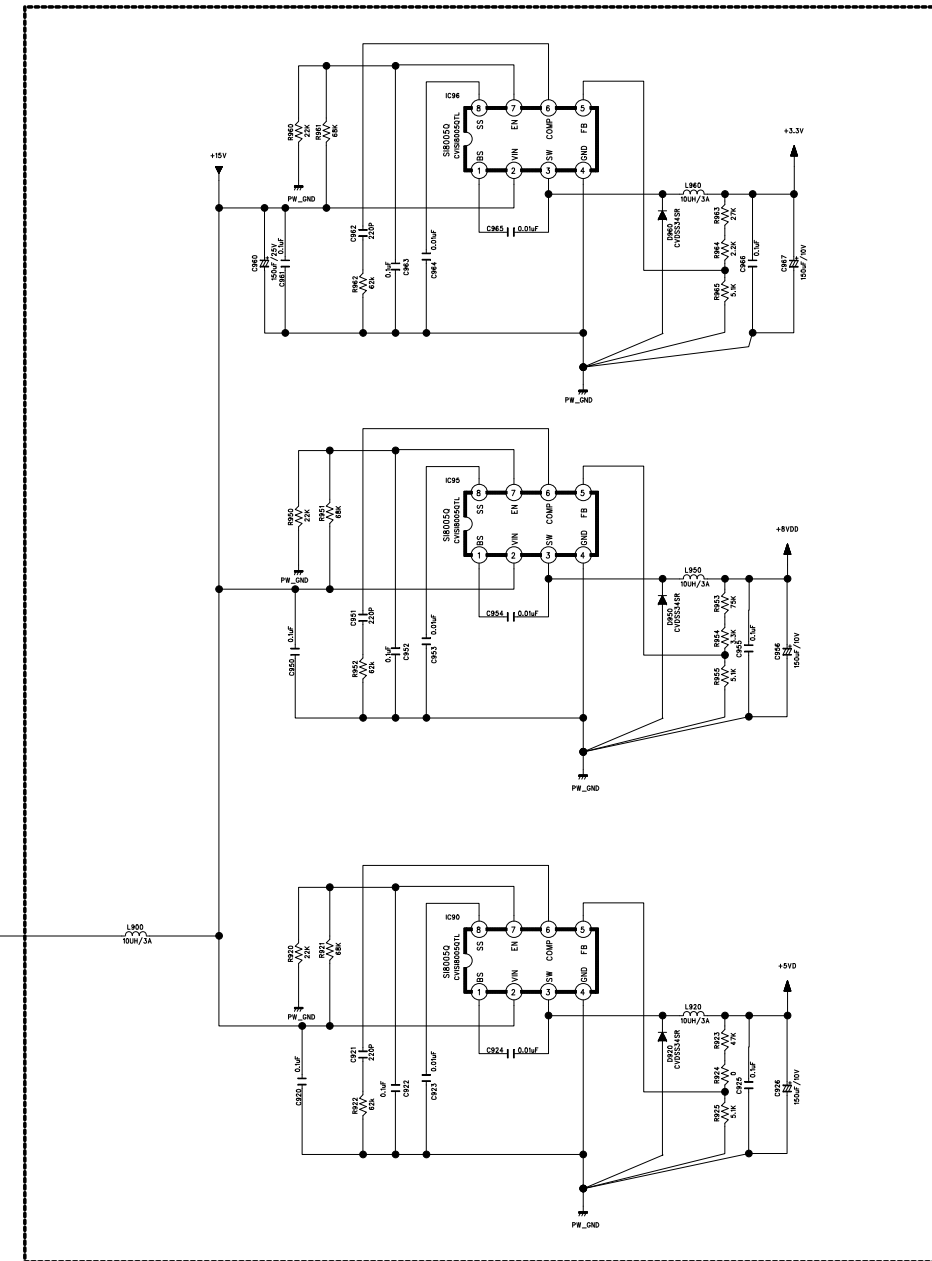 IC96
SI8005Q
CVISI8005QTL
8
7
6
5
SS
EN
COMP
FB
BS
VIN
SW
GND
1
2
3
4
R960
22K
R961
68K
PW_GND
+15V
C960
150uF/25V
C961
0.1uF
C962
220P
R962
62k
0.1uF
C963
0.01uF
C964
C965
0.01uF
D960
CVDSS34SR
L960
10UH/3A
R963
27K
R964
2.2K
R965
5.1K
C966
0.1uF
+3.3V
C967
150uF/10V
PW_GND
IC95
SI8005Q
CVISI8005QTL
8
7
6
5
SS
EN
COMP
FB
BS
VIN
SW
GND
1
2
3
4
R950
22K
R951
68K
PW_GND
0.1uF
C950
C951
220P
R952
62k
0.1uF
C952
0.01uF
C953
C954
0.01uF
D950
CVDSS34SR
L950
10UH/3A
R953
75K
R954
3.3K
R955
5.1K
C955
0.1uF
+8VDD
C956
150uF/10V
PW_GND
L900
10UH/3A
IC90
SI8005Q
CVISI8005QTL
8
7
6
5
SS
EN
COMP
FB
BS
VIN
SW
GND
1
2
3
4
R920
22K
R921
68K
PW_GND
0.1uF
C920
C921
220P
R922
62k
0.1uF
C922
0.01uF
C923
C924
0.01uF
D920
CVDSS34SR
L920
10UH/3A
R923
47K
R924
0
R925
5.1K
C925
0.1uF
+5VD
C926
150uF/10V
PW_GND